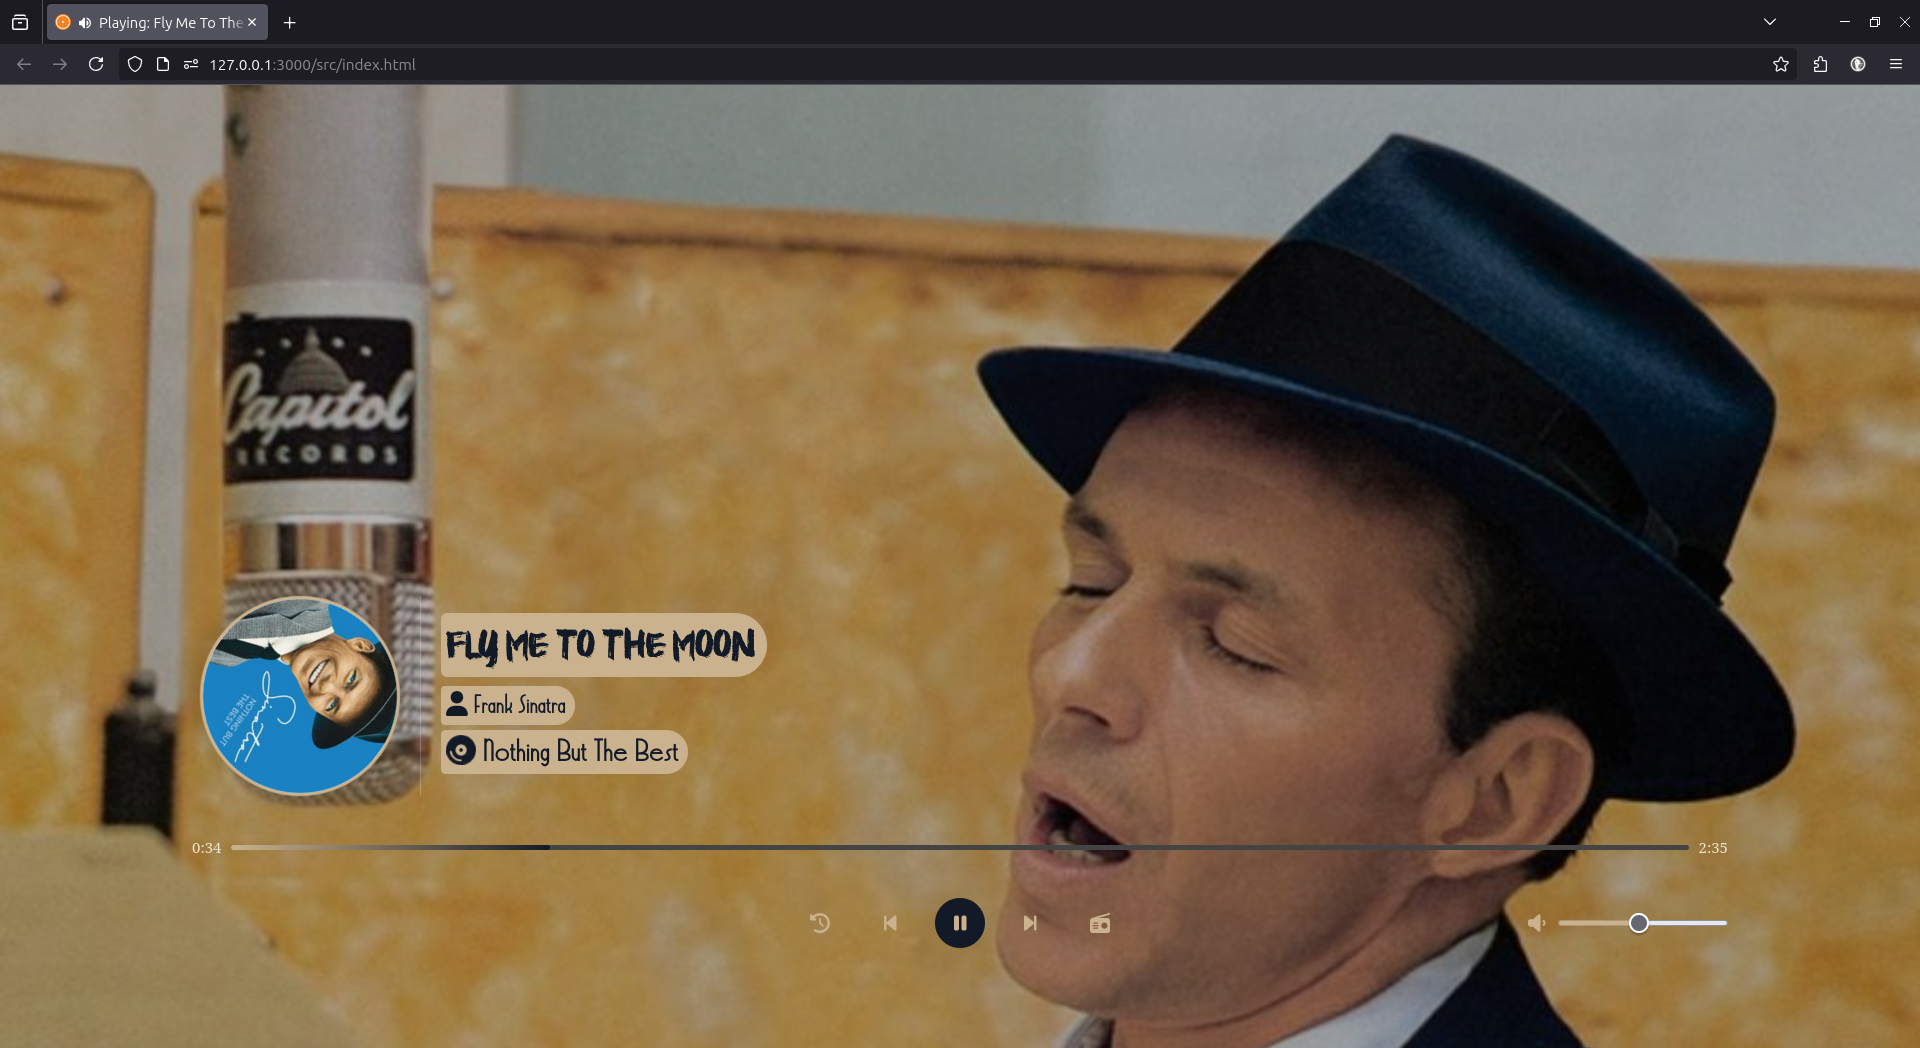 Playing: Fly Me To The
127.0.0.1:3000/src/index.html
Capitol
RECORDS
Sinatra
NOTHING BUT
THE BEST
FLY ME TO THE MOON
Frank Sinatra
Nothing But The Best
0:34
2:35